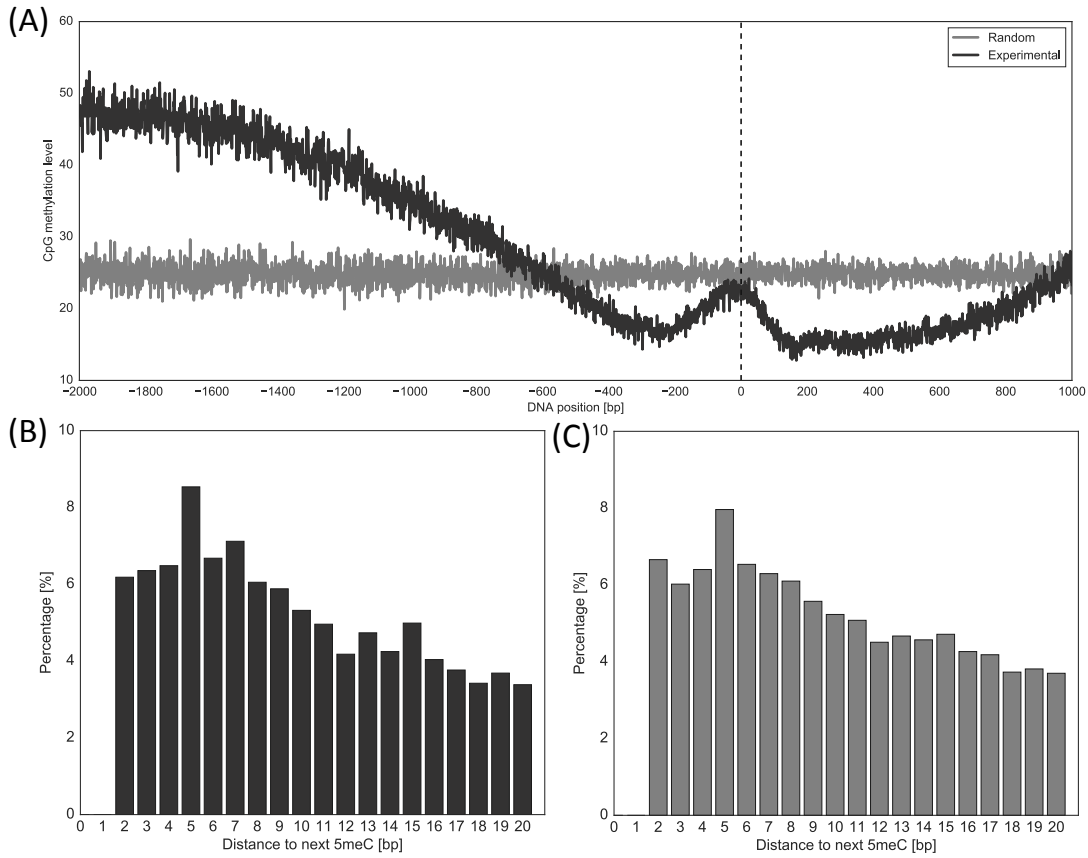 (A)
60
50
40
30
20
10
CpG methylation level
Random
Experimental
−2000 −1800 −1600 −1400 −1200 −1000 −800 −600 −400 −200 0 200 400 600 800 1000
DNA position [bp]
(B)
10
8
6
4
2
0
Percentage [%]
0 1 2 3 4 5 6 7 8 9 10 11 12 13 14 15 16 17 18 19 20
Distance to next 5meC [bp]
(C)
10
8
6
4
2
0
Percentage [%]
0 1 2 3 4 5 6 7 8 9 10 11 12 13 14 15 16 17 18 19 20
Distance to next 5meC [bp]